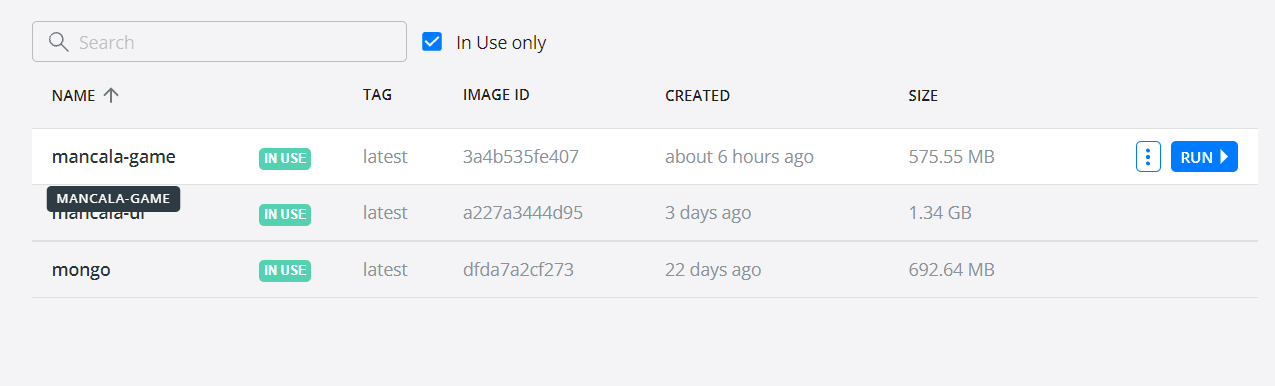 Search In Use only
NAME TAG IMAGE ID CREATED SIZE
mancala-game IN USE latest 3a4b535fe407 about 6 hours ago 575.55 MB RUN
MANCALA-GAME
mancala-ui IN USE latest a227a3444d95 3 days ago 1.34 GB
mongo IN USE latest dfda7a2cf273 22 days ago 692.64 MB